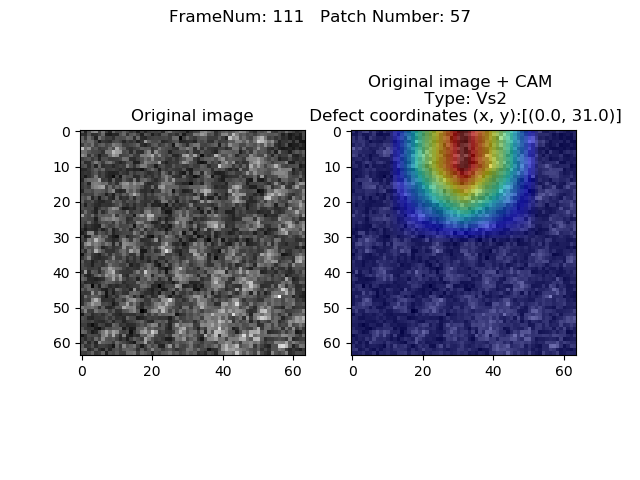 FrameNum: 111   Patch Number: 57
Original image
0
10
20
30
40
50
60
0 20 40 60
Original image + CAM
Type: Vs2
Defect coordinates (x, y):[(0.0, 31.0)]
0
10
20
30
40
50
60
0 20 40 60